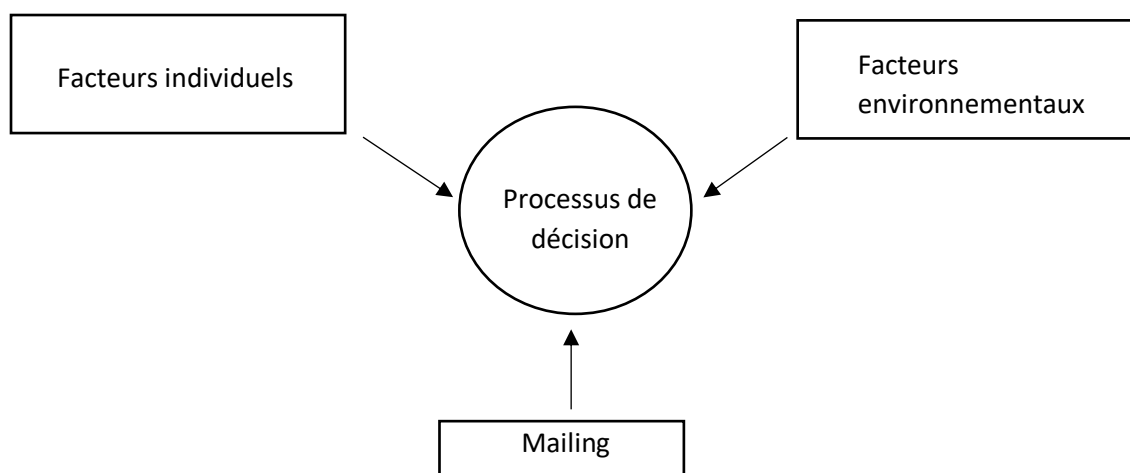 Facteurs individuels
Facteurs
environnementaux
Processus de
décision
Mailing